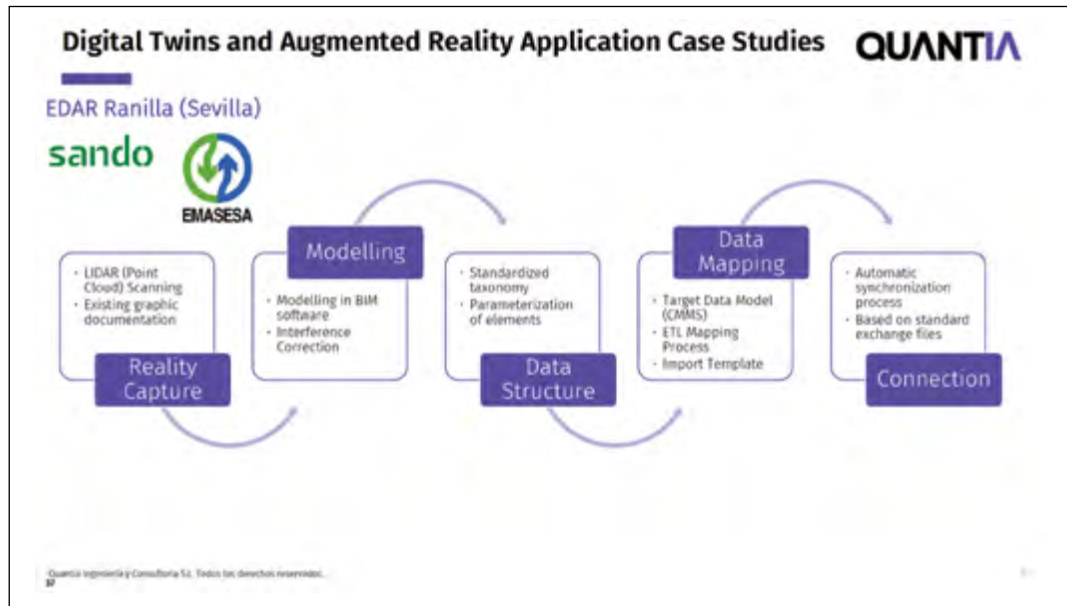 Digital Twins and Augmented Reality Application Case Studies
QUANTIA
EDAR Ranilla (Sevilla)
sando
EMASESA
• LIDAR (Point
Cloud) Scanning
• Existing graphic
documentation
Reality
Capture
Modelling
• Modelling in BIM
software
• Interference
Correction
• Standardized
taxonomy
• Parameterization
of elements
Data
Structure
Data
Mapping
• Target Data Model
(CMMS)
• ETL Mapping
Process
• Import Template
• Automatic
synchronization
process
• Based on standard
exchange files
Connection
Quantia Ingeniería y Consultoría S.L. Todos los derechos reservados.
37